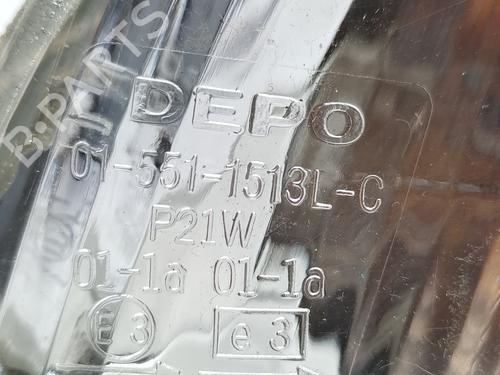 B-PARTS
DEPO
01-551-1513L-C
P21W
01-1a 01-1a
E3 e3